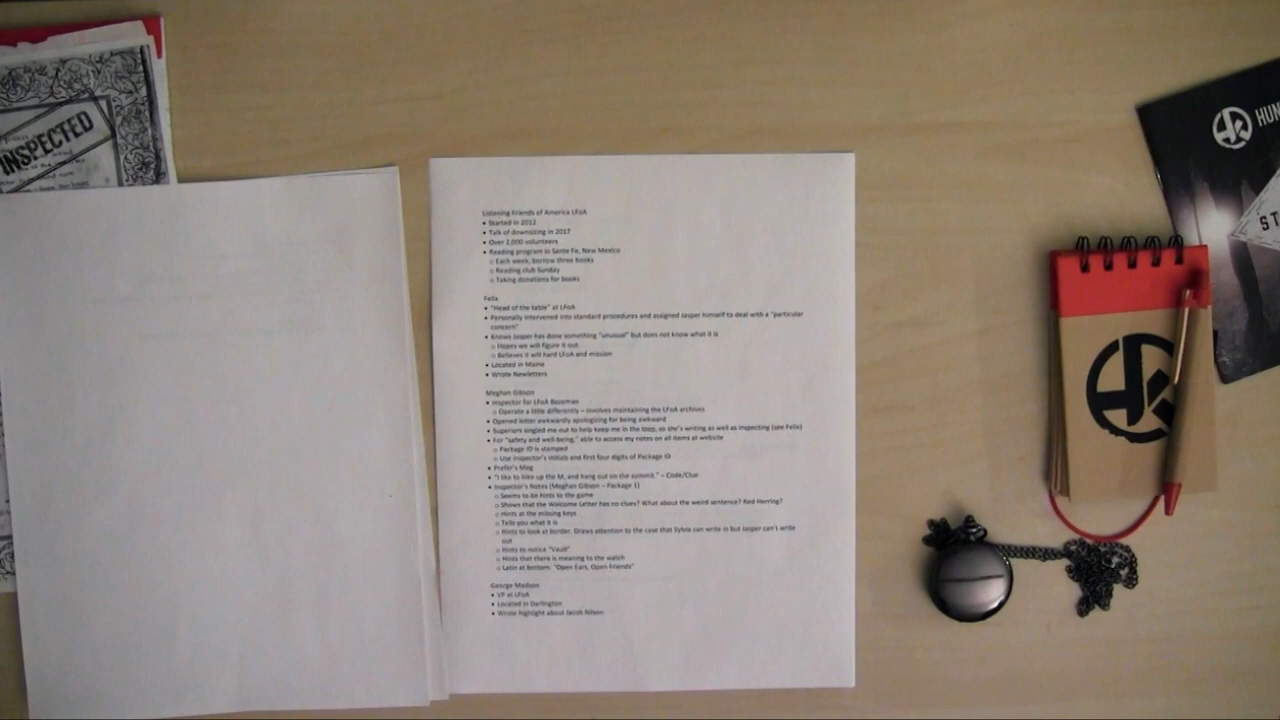 INSPECTED
HUN
ST
Listening Friends of America LFoA
• Started in 2012
• Talk of downsizing in 2017
• Over 2,000 volunteers
• Reading program in Santa Fe, New Mexico
o Each week, borrow three books
o Reading club Sunday
o Taking donations for books
Felix
• "Head of the table" at LFoA
• Personally intervened into standard procedures and assigned Jasper himself to deal with a "particular
concern"
• Knows Jasper has done something "unusual" but does not know what it is
o Hopes we will figure it out
o Believes it will hard LFoA and mission
• Located in Maine
• Wrote Newletters
Meghan Gibson
• Inspector for LFoA Bozeman
o Operate a little differently – involves maintaining the LFoA archives
• Opened letter awkwardly apologizing for being awkward
• Superiors singled me out to help keep me in the loop, so she's writing as well as inspecting (see Felix)
• For "safety and well-being," able to access my notes on all items at website
o Package ID is stamped
o Use inspector's initials and first four digits of Package ID
• Prefer's Meg
• "I like to hike up the M, and hang out on the summit." – Code/Clue
• Inspector's Notes (Meghan Gibson – Package 1)
o Seems to be hints to the game
o Shows that the Welcome Letter has no clues? What about the weird sentence? Red Herring?
o Hints at the missing keys
o Tells you what it is
o Hints to look at border. Draws attention to the case that Sylvia can write in but Jasper can't write
out
o Hints to notice "Vault"
o Hints that there is meaning to the watch
o Latin at bottom: "Open Ears, Open Friends"
George Madison
• VP at LFoA
• Located in Darlington
• Wrote highlight about Jacob Nilson